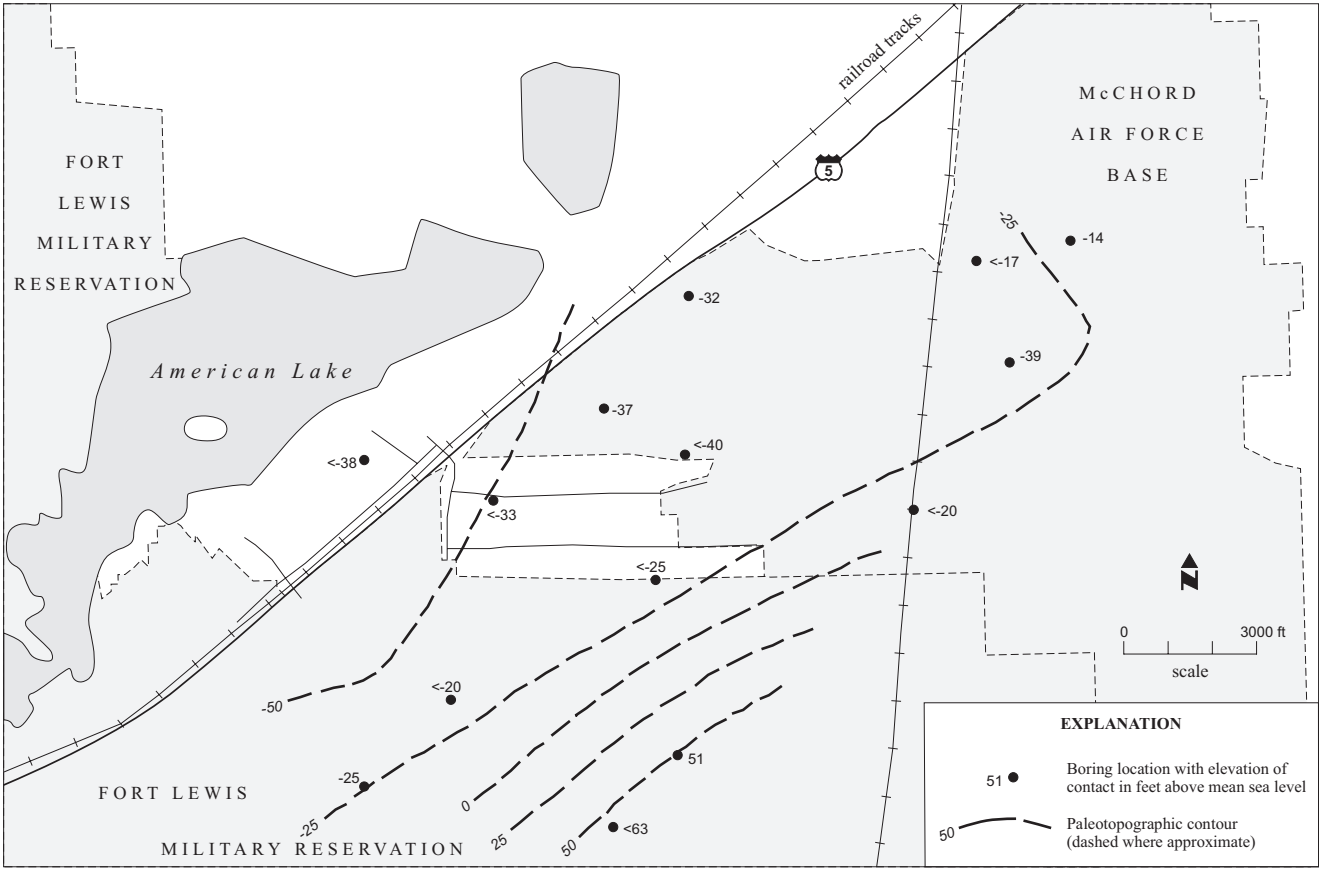 railroad tracks
McCHORD
AIR FORCE
BASE
5
FORT
LEWIS
MILITARY
RESERVATION
-25
-14
<-17
-32
-39
American Lake
-37
<-40
<-38
<-33
<-20
<-25
N
0 3000 ft
scale
<-20
-50
51
-25
FORT LEWIS
MILITARY RESERVATION
-25
0
25
50
<63
EXPLANATION
51
Boring location with elevation of
contact in feet above mean sea level
50
Paleotopographic contour
(dashed where approximate)